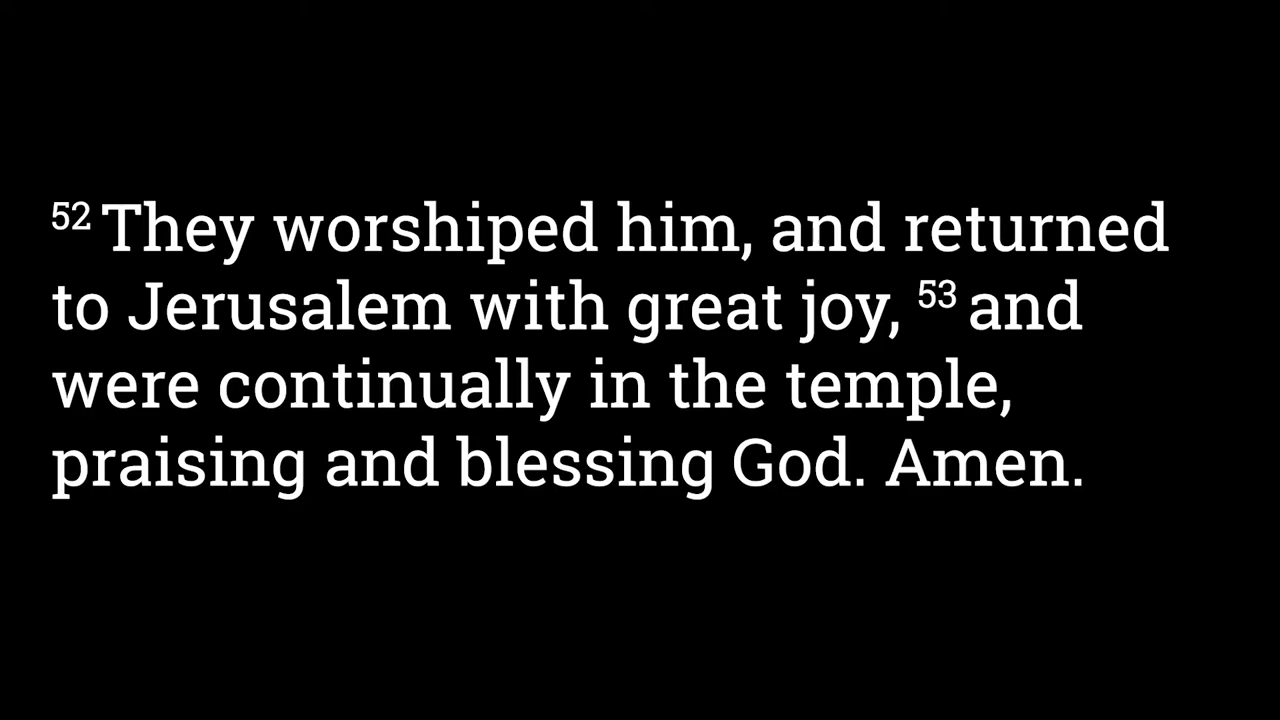 52 They worshiped him, and returned
to Jerusalem with great joy, 53 and
were continually in the temple,
praising and blessing God. Amen.